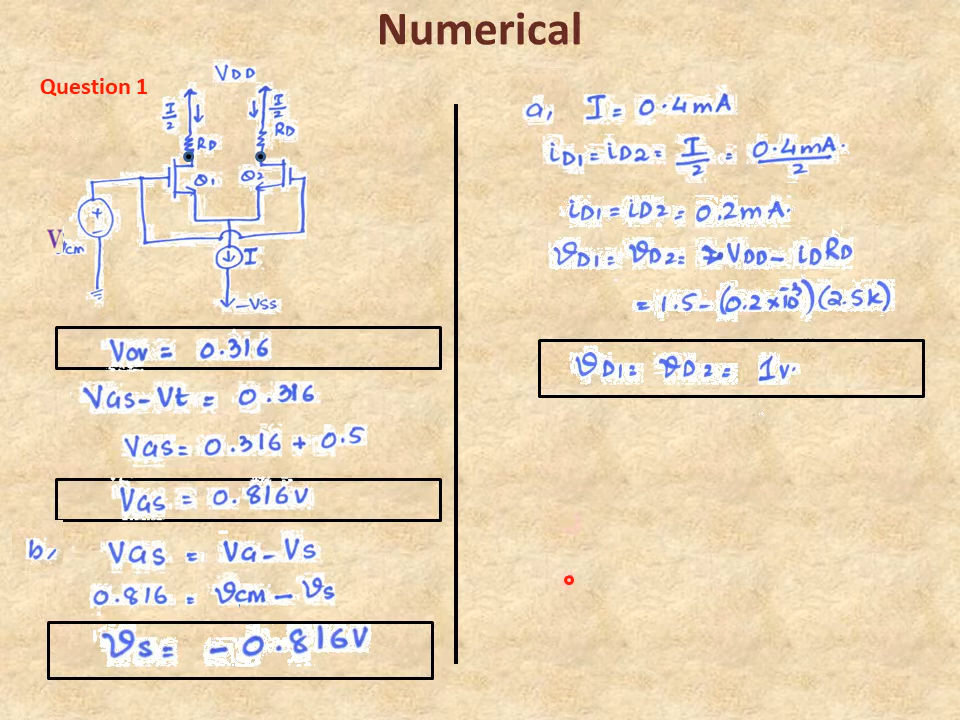 Numerical
Question 1
VDD
I/2 I/2
RD RD
Q1 Q2
+
VICM
-
I
-VSS
Vov = 0.316
VGS-Vt = 0.316
VGS = 0.316 + 0.5
VGS = 0.816V
b, VGS = VG - VS
0.816 = VCM - VS
VS = -0.816V
a, I = 0.4mA
iD1 = iD2 = I/2 = 0.4mA/2
iD1 = iD2 = 0.2mA.
VD1 = VD2 = VDD - iDRD
= 1.5 - (0.2×10⁻³)(2.5K)
VD1 = VD2 = 1v.